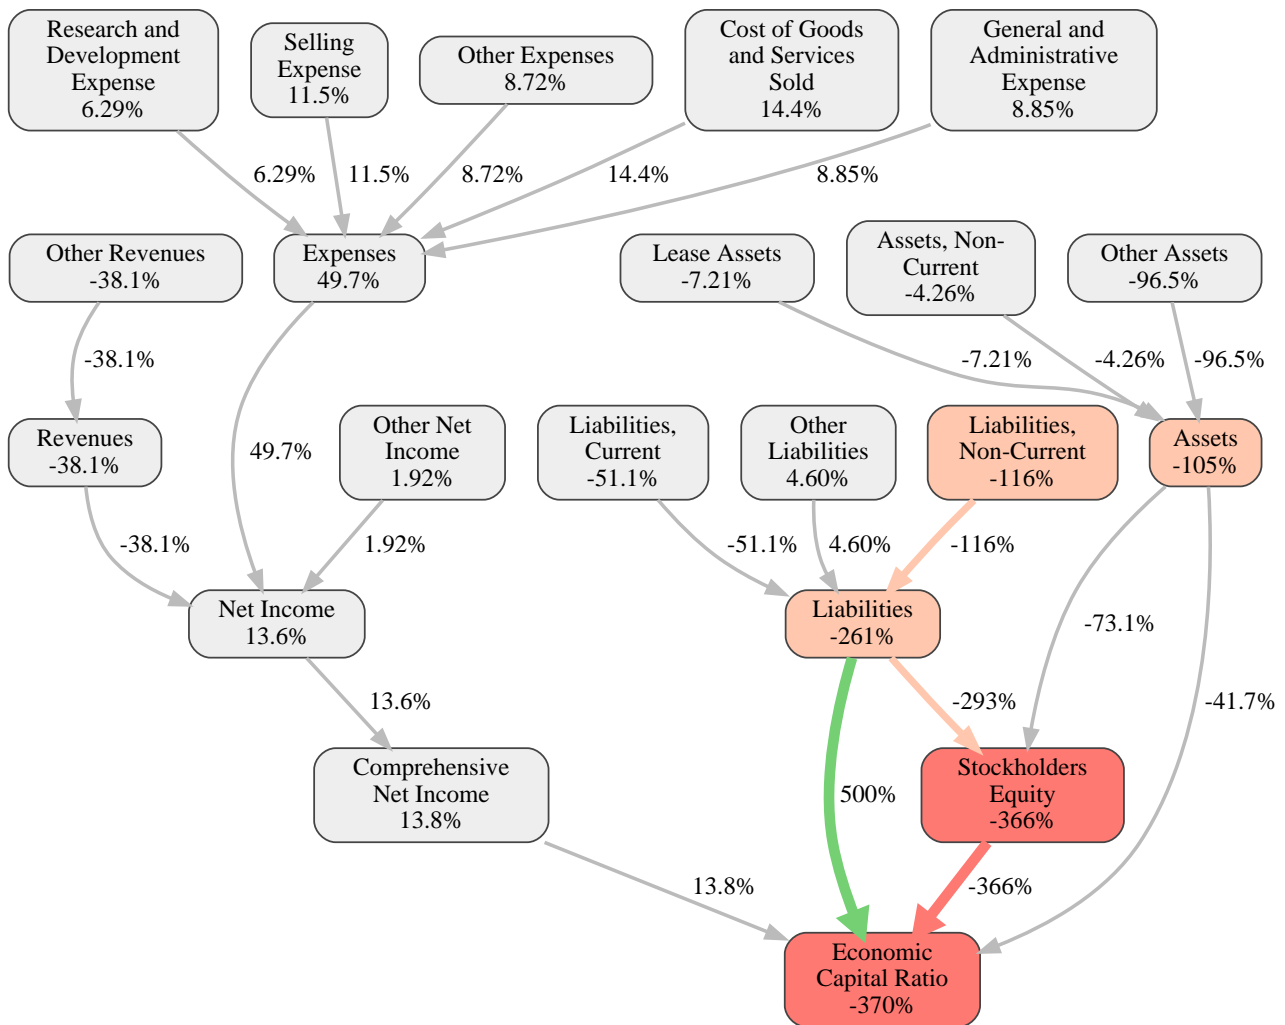 Research and
Development
Expense
6.29%
Selling
Expense
11.5%
Other Expenses
8.72%
Cost of Goods
and Services
Sold
14.4%
General and
Administrative
Expense
8.85%
6.29%
11.5%
8.72%
14.4%
8.85%
Other Revenues
-38.1%
Expenses
49.7%
Lease Assets
-7.21%
Assets, Non-
Current
-4.26%
Other Assets
-96.5%
-38.1%
-7.21%
-4.26%
-96.5%
Revenues
-38.1%
49.7%
Other Net
Income
1.92%
Liabilities,
Current
-51.1%
Other
Liabilities
4.60%
Liabilities,
Non-Current
-116%
Assets
-105%
-38.1%
1.92%
-51.1%
4.60%
-116%
Net Income
13.6%
Liabilities
-261%
-73.1%
13.6%
-293%
-41.7%
Comprehensive
Net Income
13.8%
500%
Stockholders
Equity
-366%
13.8%
-366%
Economic
Capital Ratio
-370%